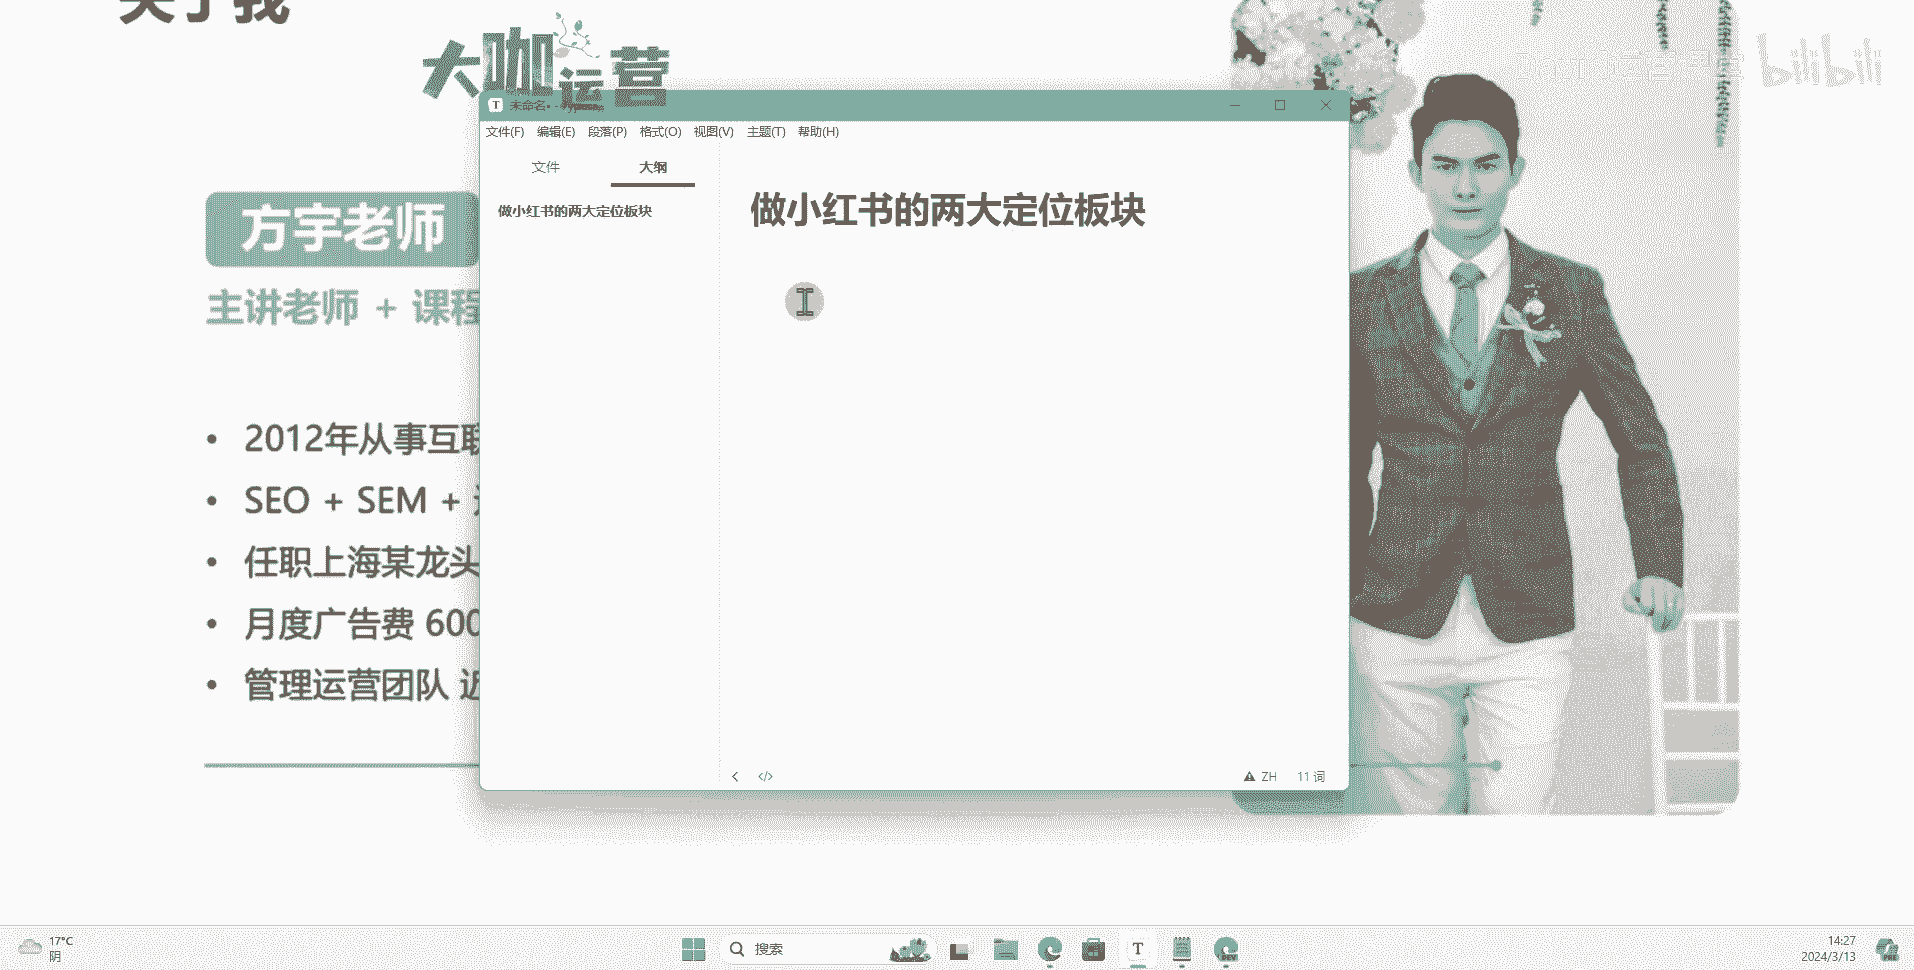 大咖运营
bilibili
未命名• - Typora
文件(F) 编辑(E) 段落(P) 格式(O) 视图(V) 主题(T) 帮助(H)
文件 大纲
做小红书的两大定位板块
做小红书的两大定位板块
方宇老师
主讲老师 + 课程
2012年从事互联
SEO + SEM +
任职上海某龙头
月度广告费 600
管理运营团队 近
</> ZH 11 词
17°C
阴
搜索
T
DEV
14:27
2024/3/13
PRE